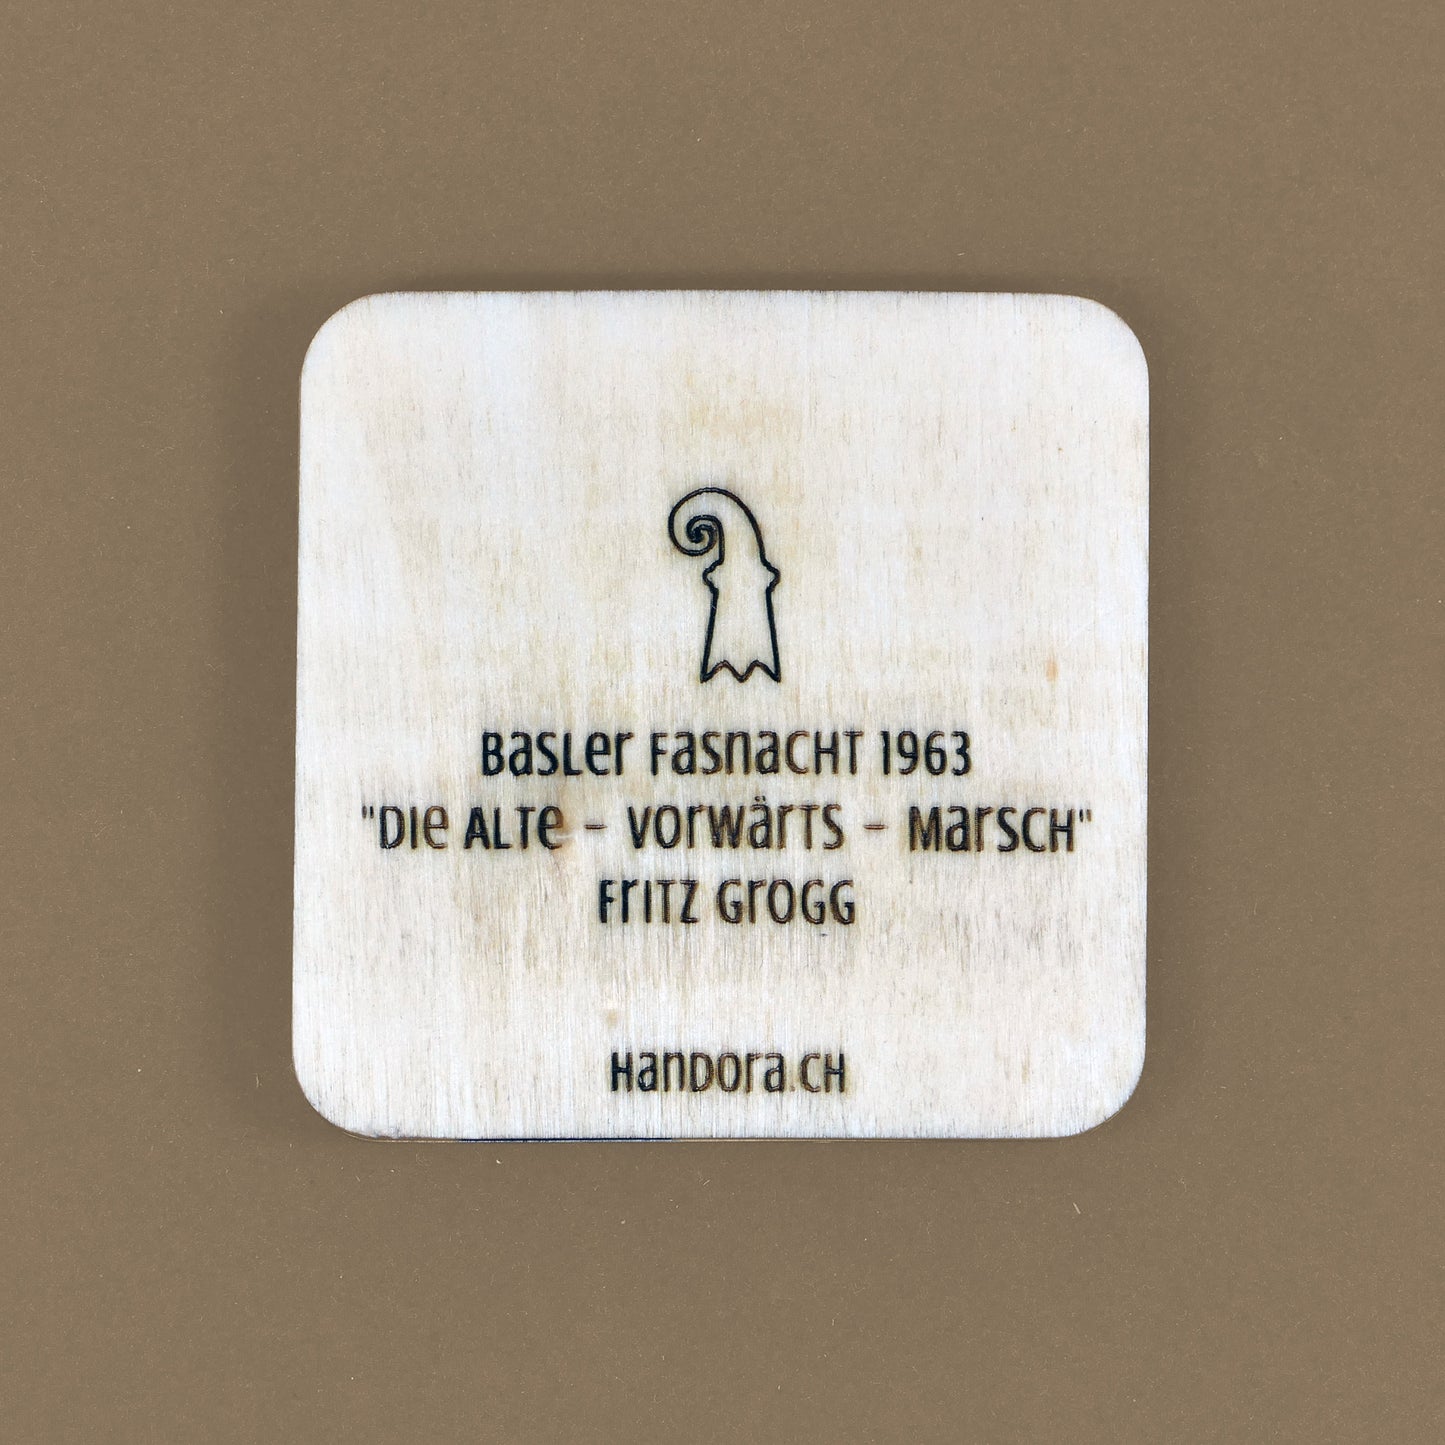 Basler Fasnacht 1963
"Die Alte - Vorwärts - Marsch"
Fritz Grogg
Handora.ch